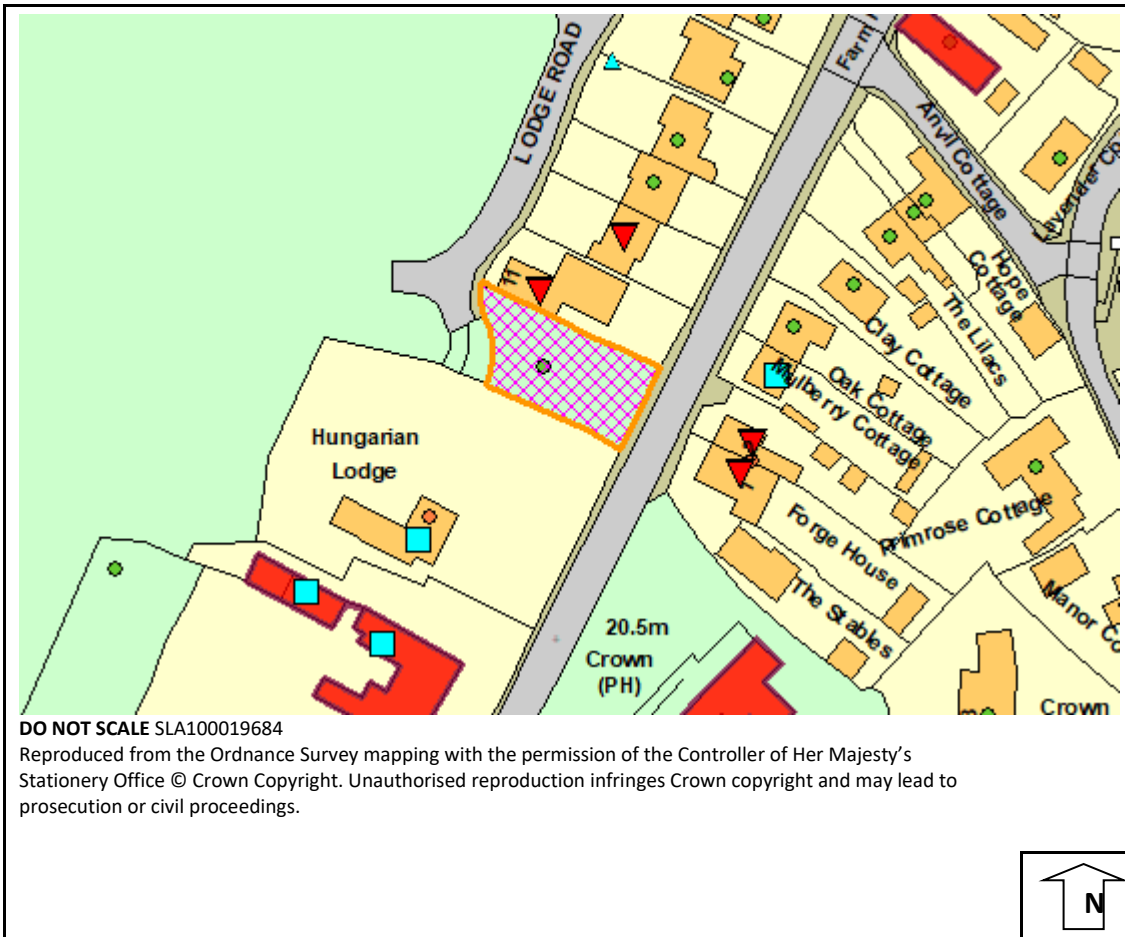 LODGE ROAD
Farm
Anvil Cottage
Lavender
Hope
Cottage
The Lilacs
11
Clay Cottage
Oak Cottage
Mulberry Cottage
Hungarian
Lodge
Primrose Cottage
Forge House
The Stables
Manor
20.5m
Crown
(PH)
Crown
DO NOT SCALE SLA100019684
Reproduced from the Ordnance Survey mapping with the permission of the Controller of Her Majesty’s
Stationery Office © Crown Copyright. Unauthorised reproduction infringes Crown copyright and may lead to
prosecution or civil proceedings.
N